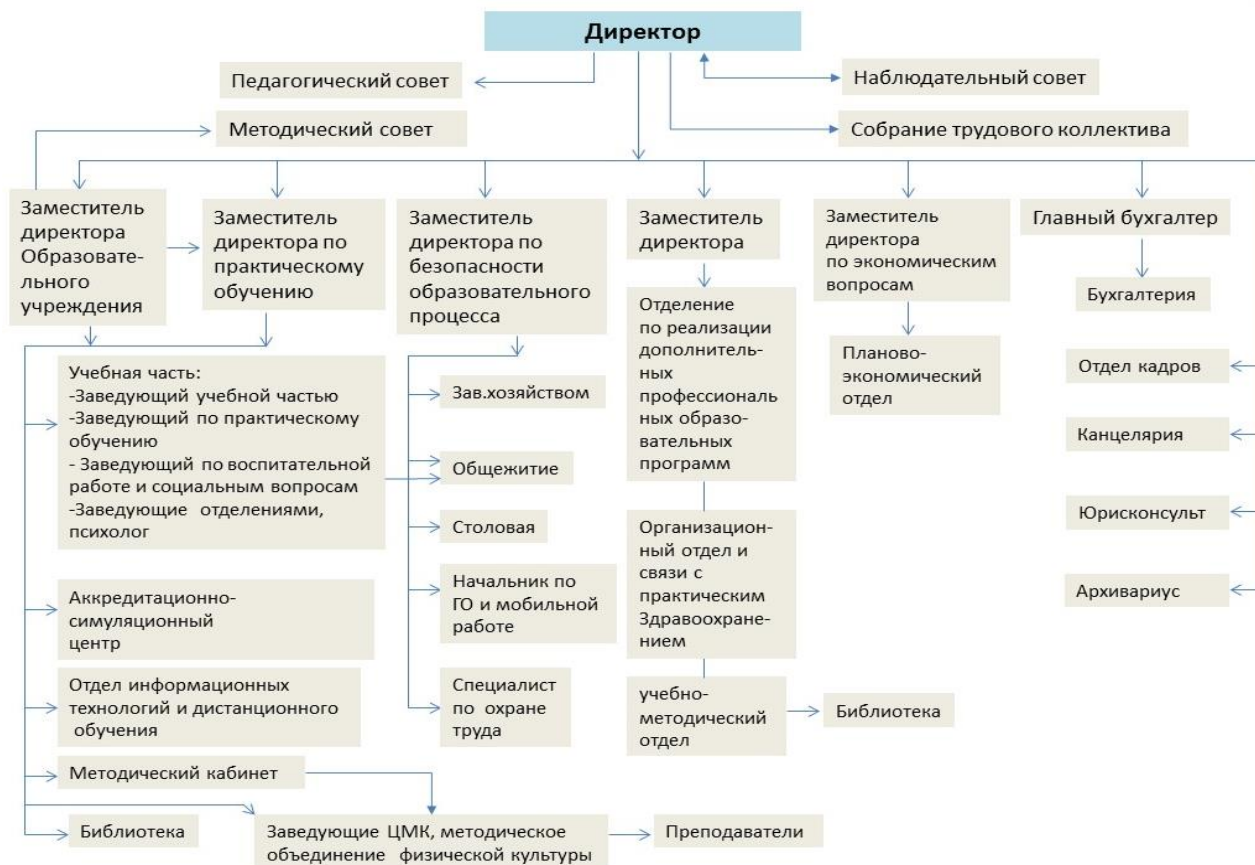 Директор
Педагогический совет
Наблюдательный совет
Методический совет
Собрание трудового коллектива
Заместитель
директора
Образовате-
льного
учреждения
Заместитель
директора по
практическому
обучению
Заместитель
директора по
безопасности
образовательного
процесса
Заместитель
директора
Заместитель
директора
по экономическим
вопросам
Главный бухгалтер
Бухгалтерия
Учебная часть:
-Заведующий учебной частью
-Заведующий по практическому
обучению
- Заведующий по воспитательной
работе и социальным вопросам
-Заведующие отделениями,
психолог
Зав.хозяйством
Общежитие
Столовая
Начальник по
ГО и мобильной
работе
Специалист
по охране
труда
Отделение
по реализации
дополнитель-
ных
профессиональ
ных образо-
вательных
программ
Организацион-
ный отдел и
связи с
практическим
Здравоохране-
нием
учебно-
методический
отдел
Библиотека
Планово-
экономический
отдел
Отдел кадров
Канцелярия
Юрисконсульт
Архивариус
Аккредитационно-
симуляционный
центр
Отдел информационных
технологий и дистанционного
обучения
Методический кабинет
Библиотека
Заведующие ЦМК, методическое
объединение физической культуры
Преподаватели